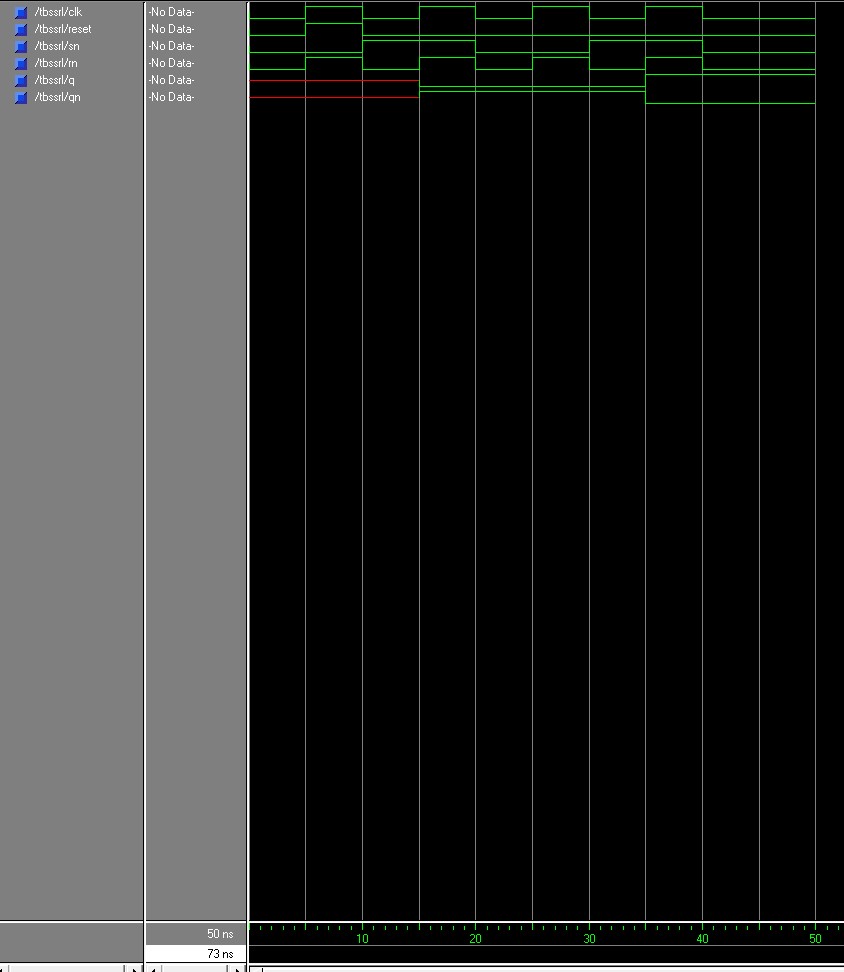 /tbssrl/clk -No Data-
/tbssrl/reset -No Data-
/tbssrl/sn -No Data-
/tbssrl/rn -No Data-
/tbssrl/q -No Data-
/tbssrl/qn -No Data-
50 ns 10 20 30 40 50
73 ns